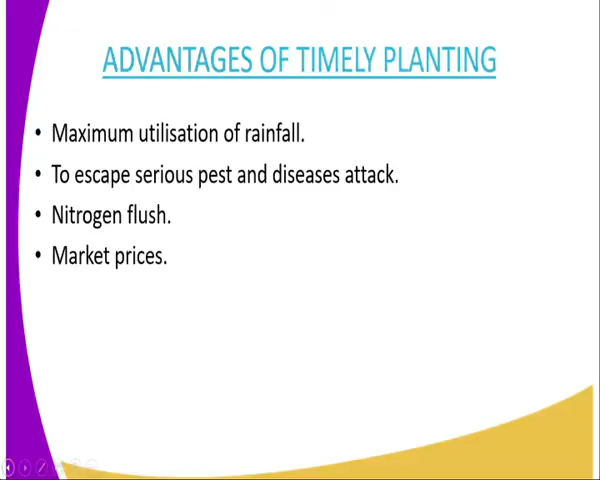 ADVANTAGES OF TIMELY PLANTING
• Maximum utilisation of rainfall.
• To escape serious pest and diseases attack.
• Nitrogen flush.
• Market prices.